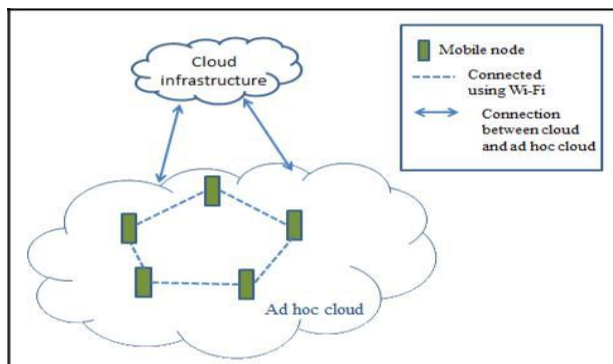 Cloud
infrastructure
Mobile node
Connected
using Wi-Fi
Connection
between cloud
and ad hoc cloud
Ad hoc cloud